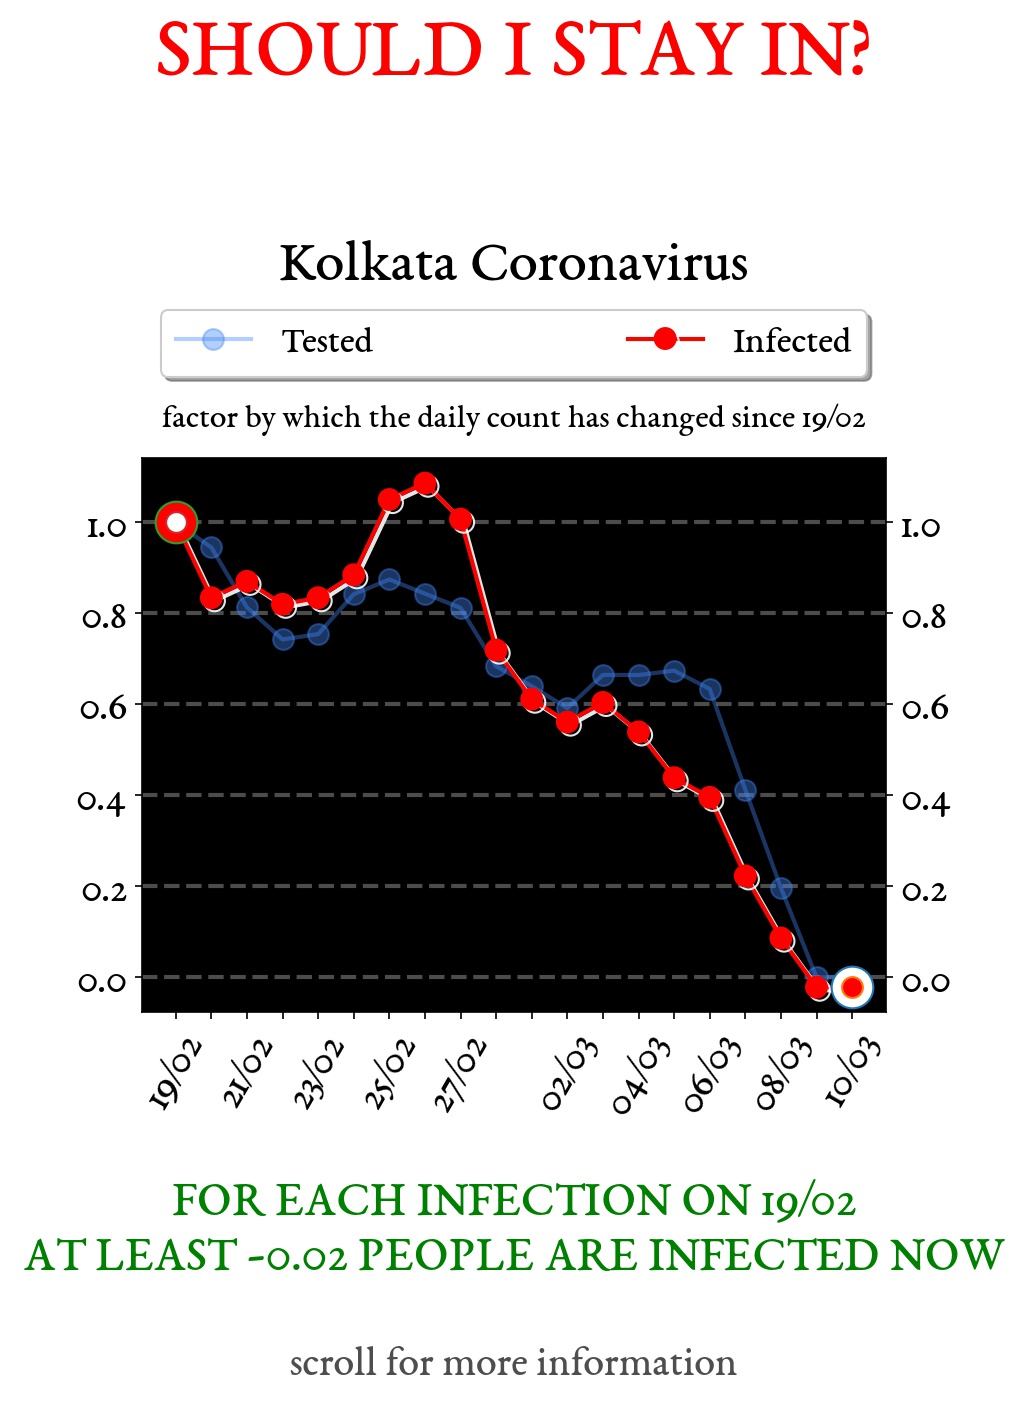 SHOULD I STAY IN?
Kolkata Coronavirus
Tested Infected
factor by which the daily count has changed since 19/02
1.0 1.0
0.8 0.8
0.6 0.6
0.4 0.4
0.2 0.2
0.0 0.0
19/02 21/02 23/02 25/02 27/02 02/03 04/03 06/03 08/03 10/03
FOR EACH INFECTION ON 19/02
AT LEAST -0.02 PEOPLE ARE INFECTED NOW
scroll for more information